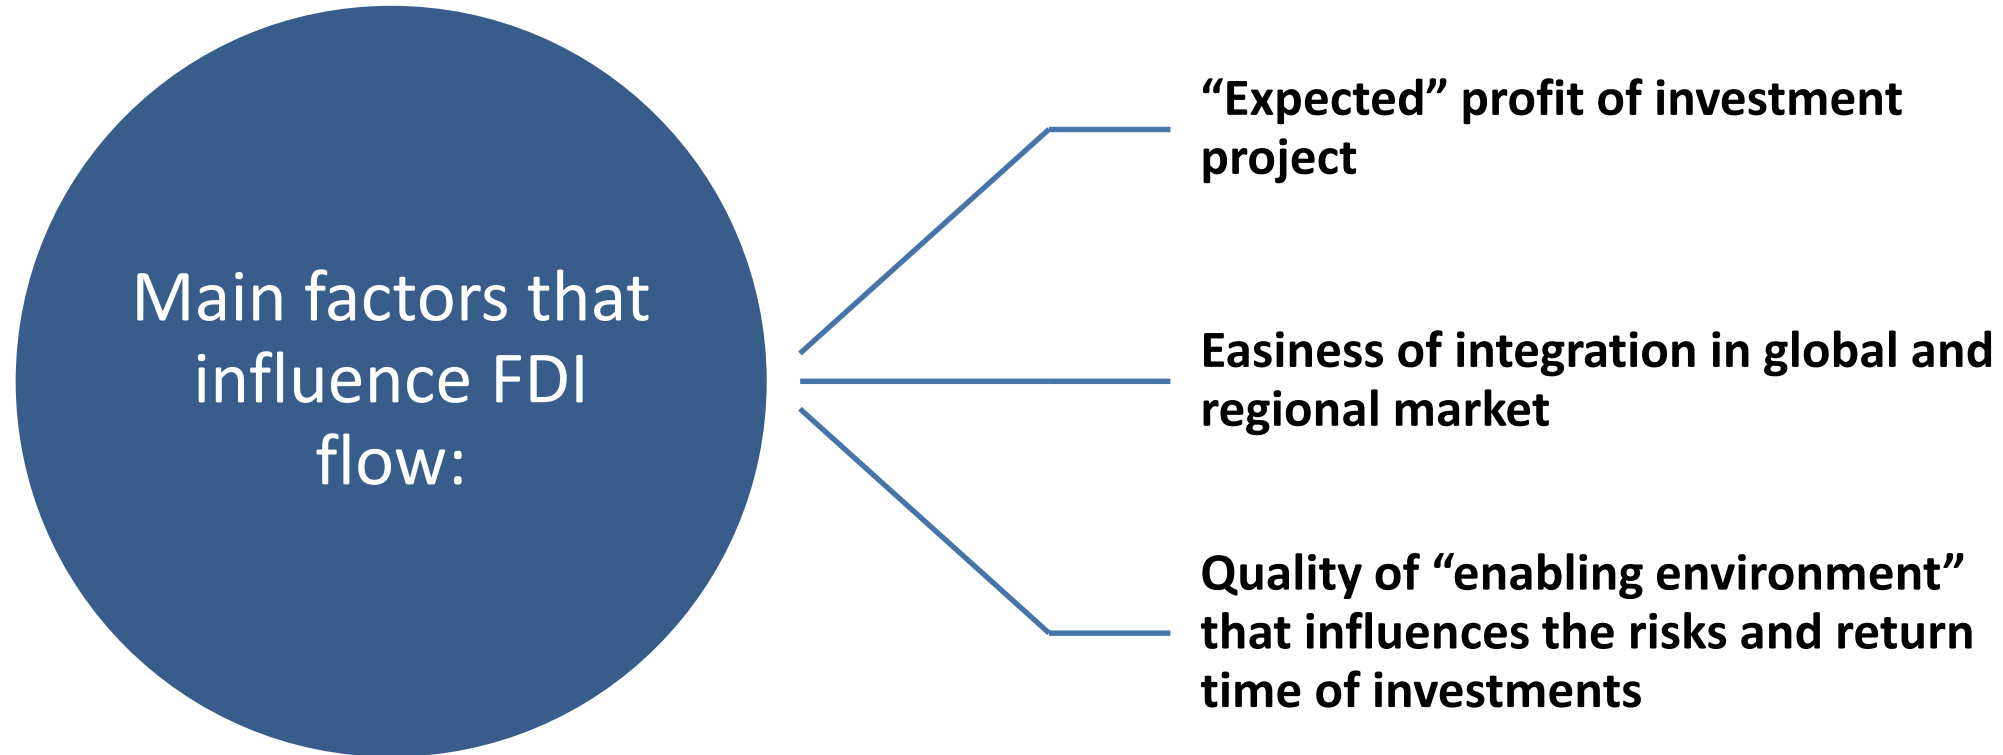 Main factors that
influence FDI
flow:
“Expected” profit of investment
project
Easiness of integration in global and
regional market
Quality of “enabling environment”
that influences the risks and return
time of investments